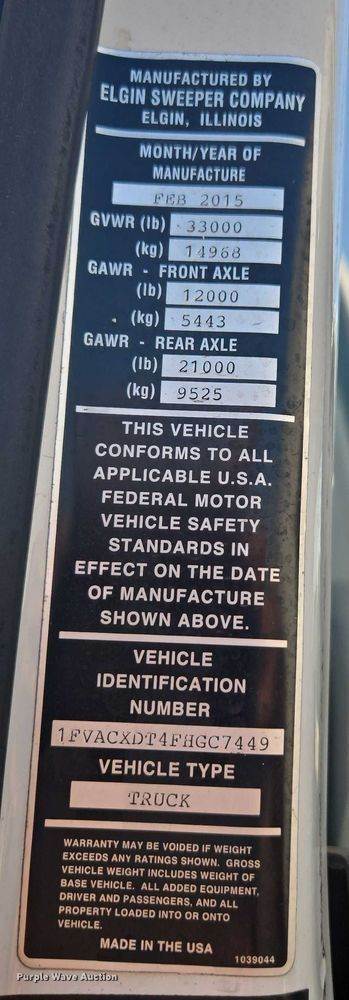 MANUFACTURED BY
ELGIN SWEEPER COMPANY
ELGIN, ILLINOIS
MONTH/YEAR OF
MANUFACTURE
FEB 2015
GVWR (lb) 33000
(kg) 14968
GAWR - FRONT AXLE
(lb) 12000
(kg) 5443
GAWR - REAR AXLE
(lb) 21000
(kg) 9525
THIS VEHICLE
CONFORMS TO ALL
APPLICABLE U.S.A.
FEDERAL MOTOR
VEHICLE SAFETY
STANDARDS IN
EFFECT ON THE DATE
OF MANUFACTURE
SHOWN ABOVE.
VEHICLE
IDENTIFICATION
NUMBER
1FVACXDT4FHGC7449
VEHICLE TYPE
TRUCK
WARRANTY MAY BE VOIDED IF WEIGHT
EXCEEDS ANY RATINGS SHOWN. GROSS
VEHICLE WEIGHT INCLUDES WEIGHT OF
BASE VEHICLE. ALL ADDED EQUIPMENT,
DRIVER AND PASSENGERS, AND ALL
PROPERTY LOADED INTO OR ONTO
VEHICLE.
MADE IN THE USA
1039044
Purple Wave Auction